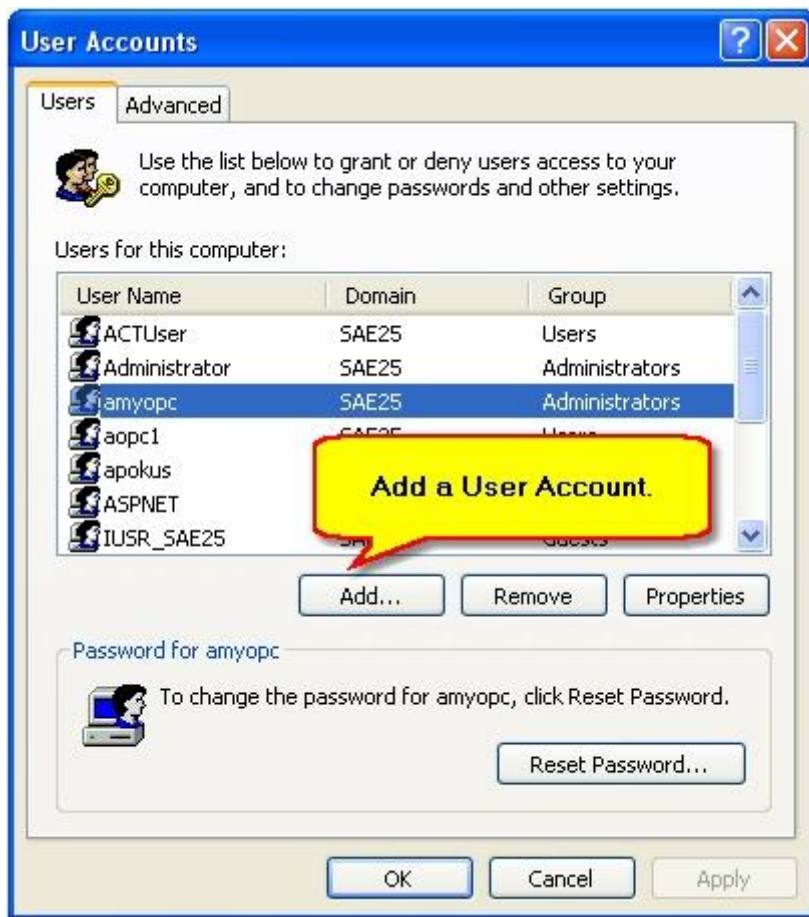 User Accounts
Users Advanced
Use the list below to grant or deny users access to your
computer, and to change passwords and other settings.
Users for this computer:
User Name Domain Group
ACTUser SAE25 Users
Administrator SAE25 Administrators
amyopc SAE25 Administrators
aopc1
apokus
Add a User Account.
ASPNET
IUSR_SAE25
Add... Remove Properties
Password for amyopc
To change the password for amyopc, click Reset Password.
Reset Password...
OK Cancel Apply